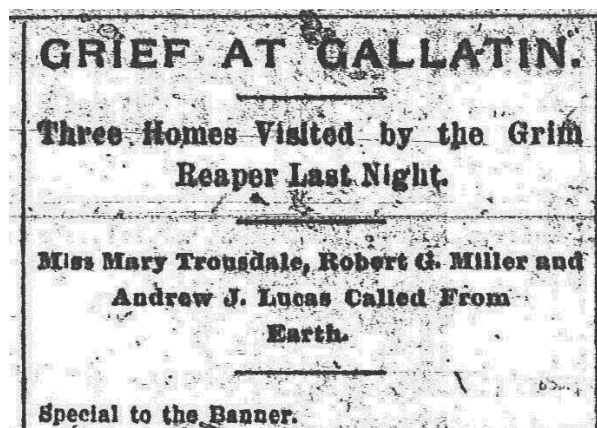 GRIEF AT GALLATIN.
Three Homes Visited by the Grim
Reaper Last Night.
Miss Mary Trousdale, Robert G. Miller and
Andrew J. Lucas Called From
Earth.
Special to the Banner.